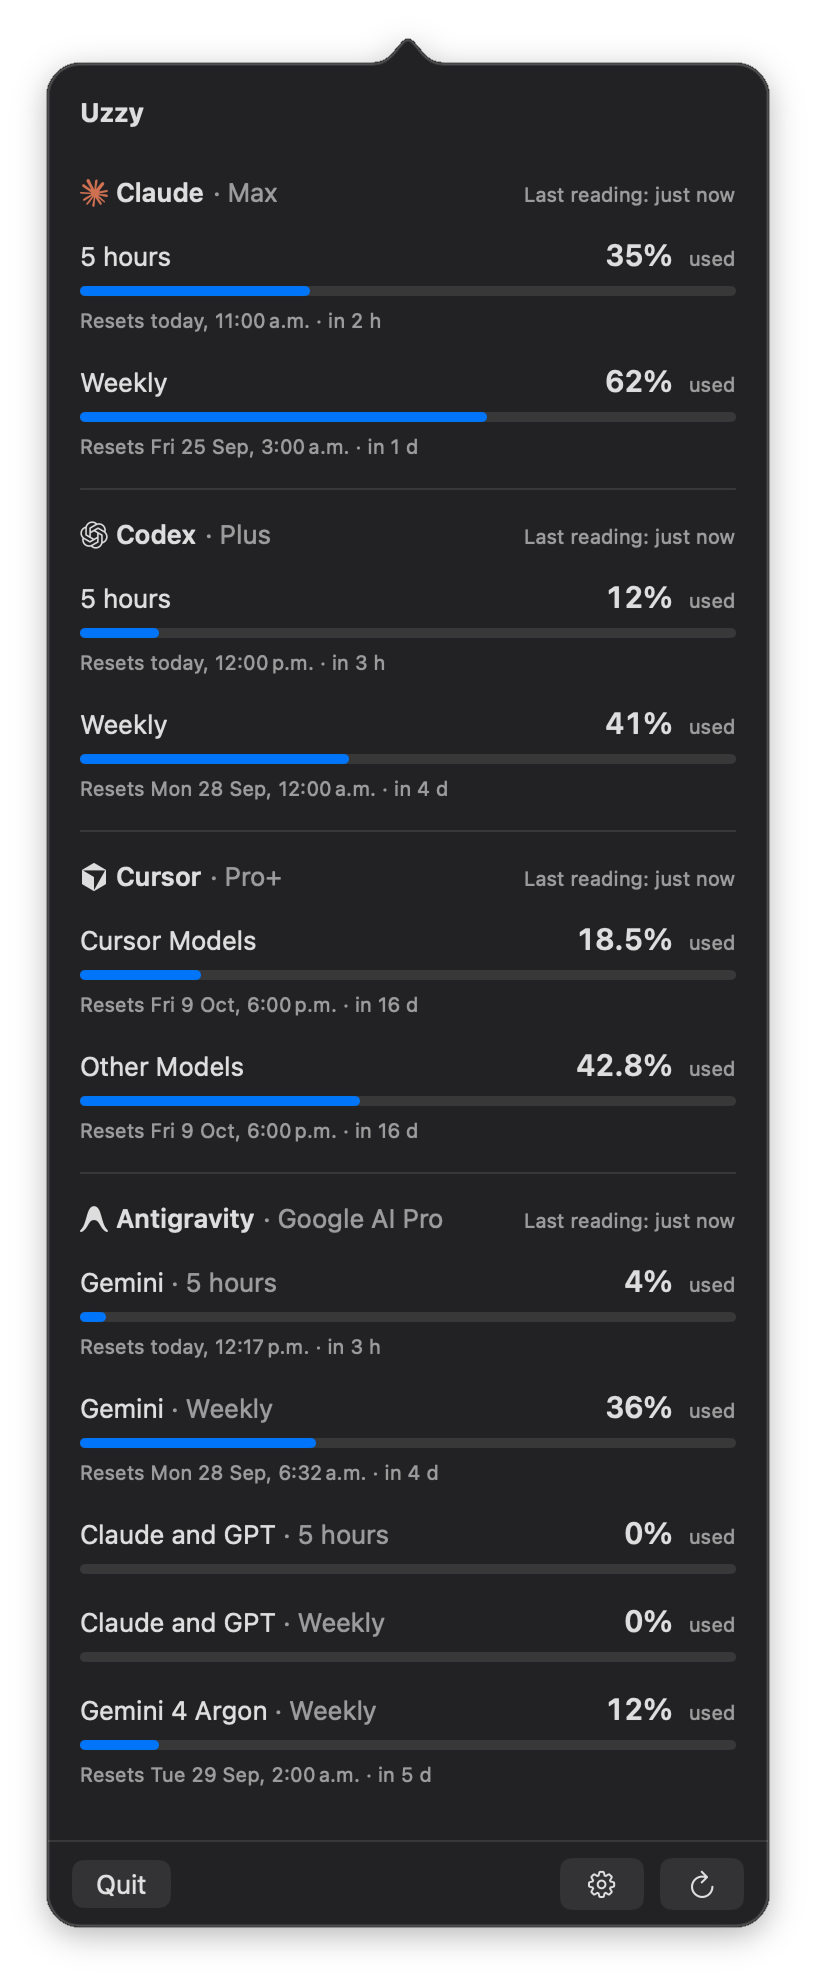 Uzzy
Claude · Max Last reading: just now
5 hours 35% used
Resets today, 11:00 a.m. · in 2 h
Weekly 62% used
Resets Fri 25 Sep, 3:00 a.m. · in 1 d
Codex · Plus Last reading: just now
5 hours 12% used
Resets today, 12:00 p.m. · in 3 h
Weekly 41% used
Resets Mon 28 Sep, 12:00 a.m. · in 4 d
Cursor · Pro+ Last reading: just now
Cursor Models 18.5% used
Resets Fri 9 Oct, 6:00 p.m. · in 16 d
Other Models 42.8% used
Resets Fri 9 Oct, 6:00 p.m. · in 16 d
Antigravity · Google AI Pro Last reading: just now
Gemini · 5 hours 4% used
Resets today, 12:17 p.m. · in 3 h
Gemini · Weekly 36% used
Resets Mon 28 Sep, 6:32 a.m. · in 4 d
Claude and GPT · 5 hours 0% used
Claude and GPT · Weekly 0% used
Gemini 4 Argon · Weekly 12% used
Resets Tue 29 Sep, 2:00 a.m. · in 5 d
Quit